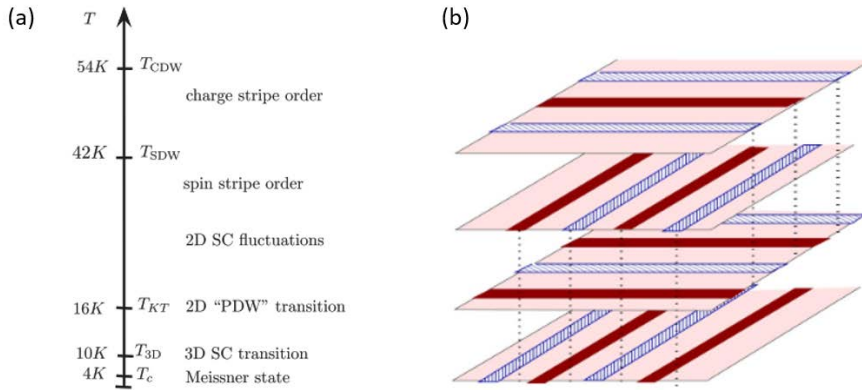 (a)
T
54K T_CDW
charge stripe order
42K T_SDW
spin stripe order
2D SC fluctuations
16K T_KT 2D “PDW” transition
10K T_3D 3D SC transition
4K T_c Meissner state
(b)